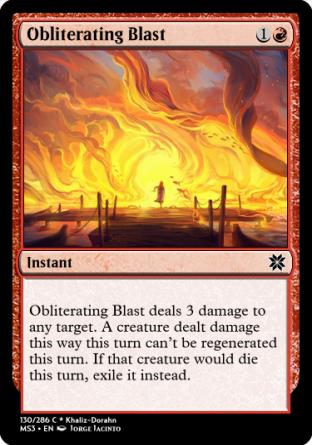 Obliterating Blast 1
Instant
Obliterating Blast deals 3 damage to
any target. A creature dealt damage
this way this turn can't be regenerated
this turn. If that creature would die
this turn, exile it instead.
130/286 C * Khaliz-Dorahn
MS3 • EN Jorge Jacinto